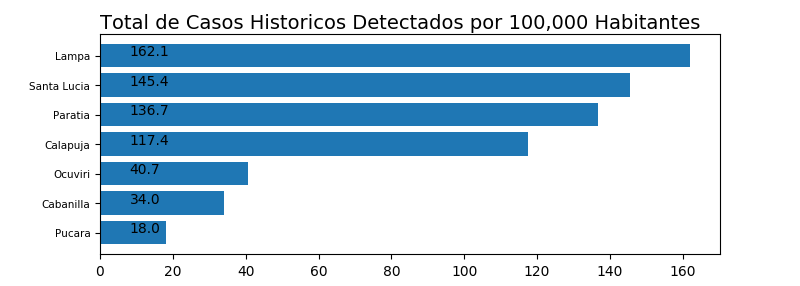 Total de Casos Historicos Detectados por 100,000 Habitantes
Lampa 162.1
Santa Lucia 145.4
Paratia 136.7
Calapuja 117.4
Ocuviri 40.7
Cabanilla 34.0
Pucara 18.0
0 20 40 60 80 100 120 140 160